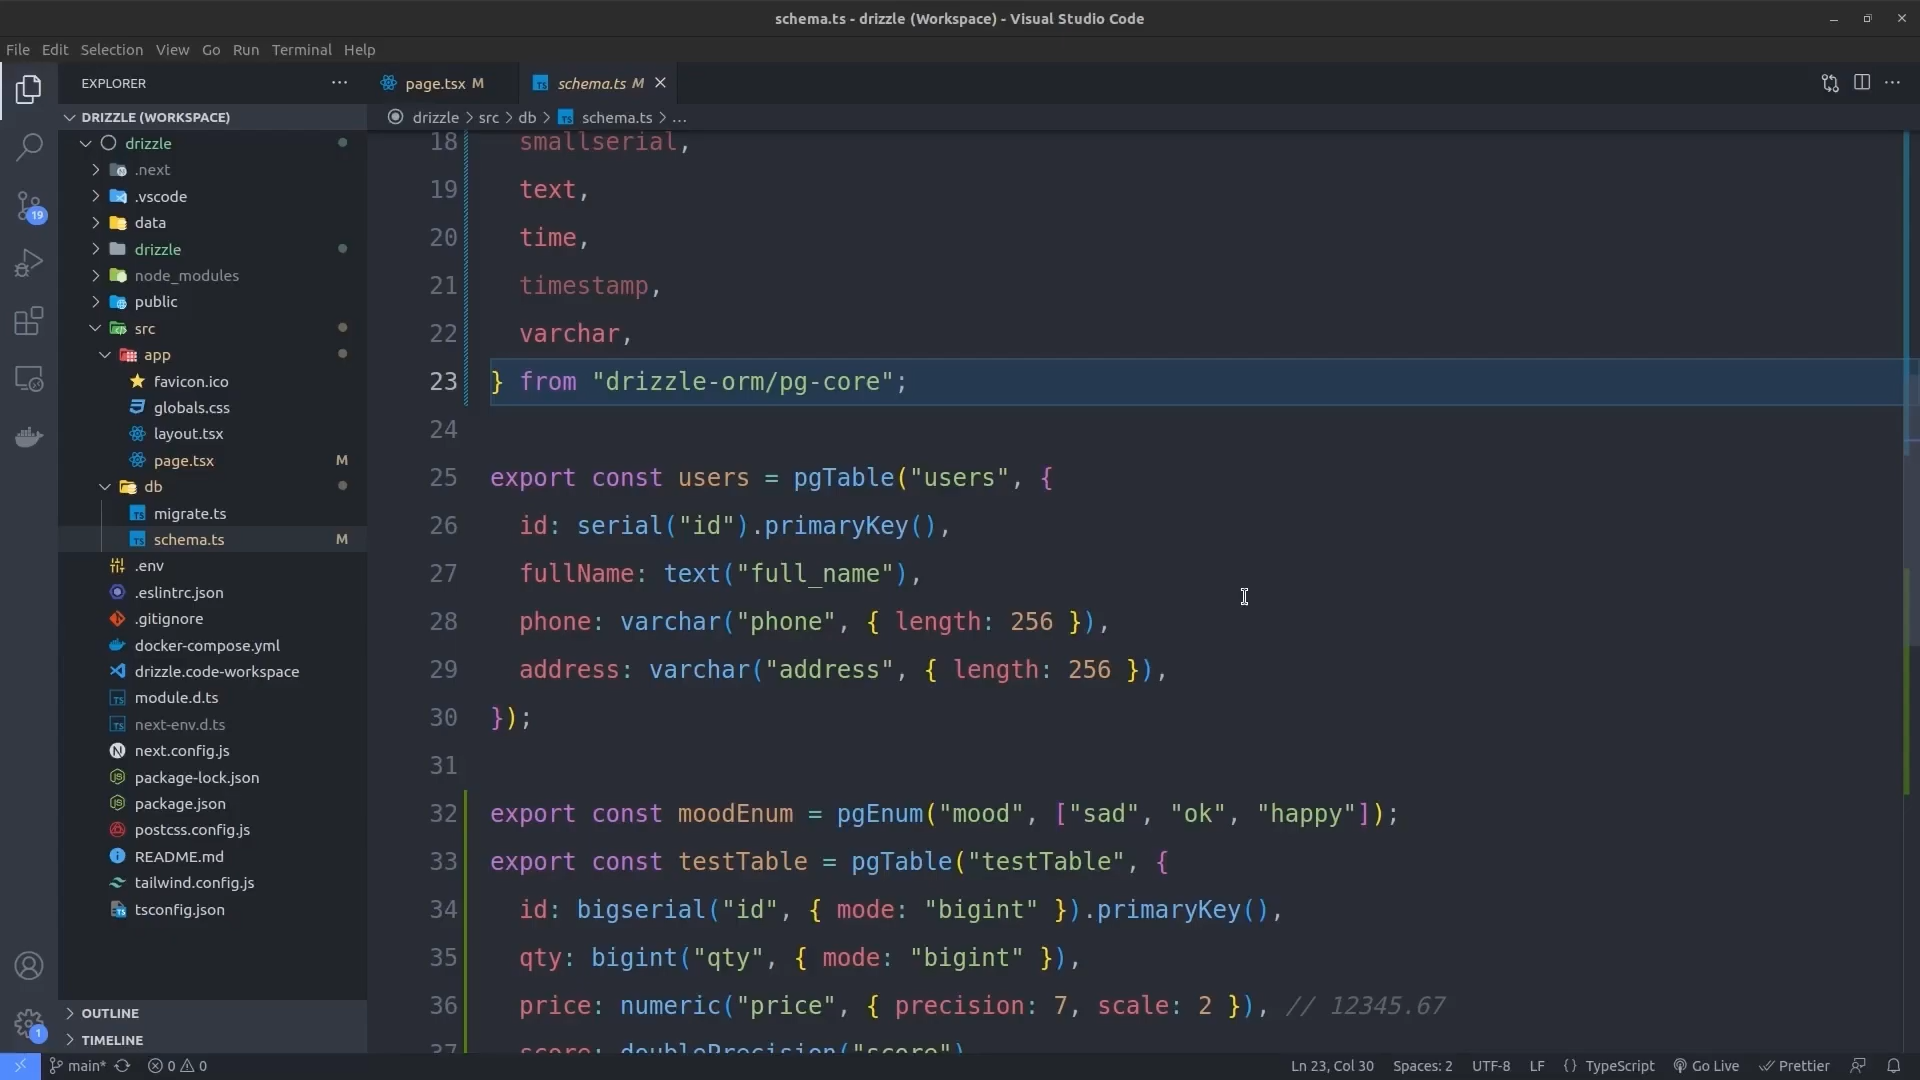 schema.ts - drizzle (Workspace) - Visual Studio Code
File Edit Selection View Go Run Terminal Help
EXPLORER
page.tsx M
schema.ts M
DRIZZLE (WORKSPACE)
drizzle > src > db > schema.ts > ...
drizzle
.next
.vscode
data
drizzle
node_modules
public
src
app
favicon.ico
globals.css
layout.tsx
page.tsx M
db
migrate.ts
schema.ts M
.env
.eslintrc.json
.gitignore
docker-compose.yml
drizzle.code-workspace
module.d.ts
next-env.d.ts
next.config.js
package-lock.json
package.json
postcss.config.js
README.md
tailwind.config.js
tsconfig.json
OUTLINE
TIMELINE
19
1
18 smallserial,
19 text,
20 time,
21 timestamp,
22 varchar,
23 } from "drizzle-orm/pg-core";
24
25 export const users = pgTable("users", {
26 id: serial("id").primaryKey(),
27 fullName: text("full_name"),
28 phone: varchar("phone", { length: 256 }),
29 address: varchar("address", { length: 256 }),
30 });
31
32 export const moodEnum = pgEnum("mood", ["sad", "ok", "happy"]);
33 export const testTable = pgTable("testTable", {
34 id: bigserial("id", { mode: "bigint" }).primaryKey(),
35 qty: bigint("qty", { mode: "bigint" }),
36 price: numeric("price", { precision: 7, scale: 2 }), // 12345.67
37 score: doublePrecision("score"),
main* 0 0 Ln 23, Col 30 Spaces: 2 UTF-8 LF {} TypeScript Go Live Prettier